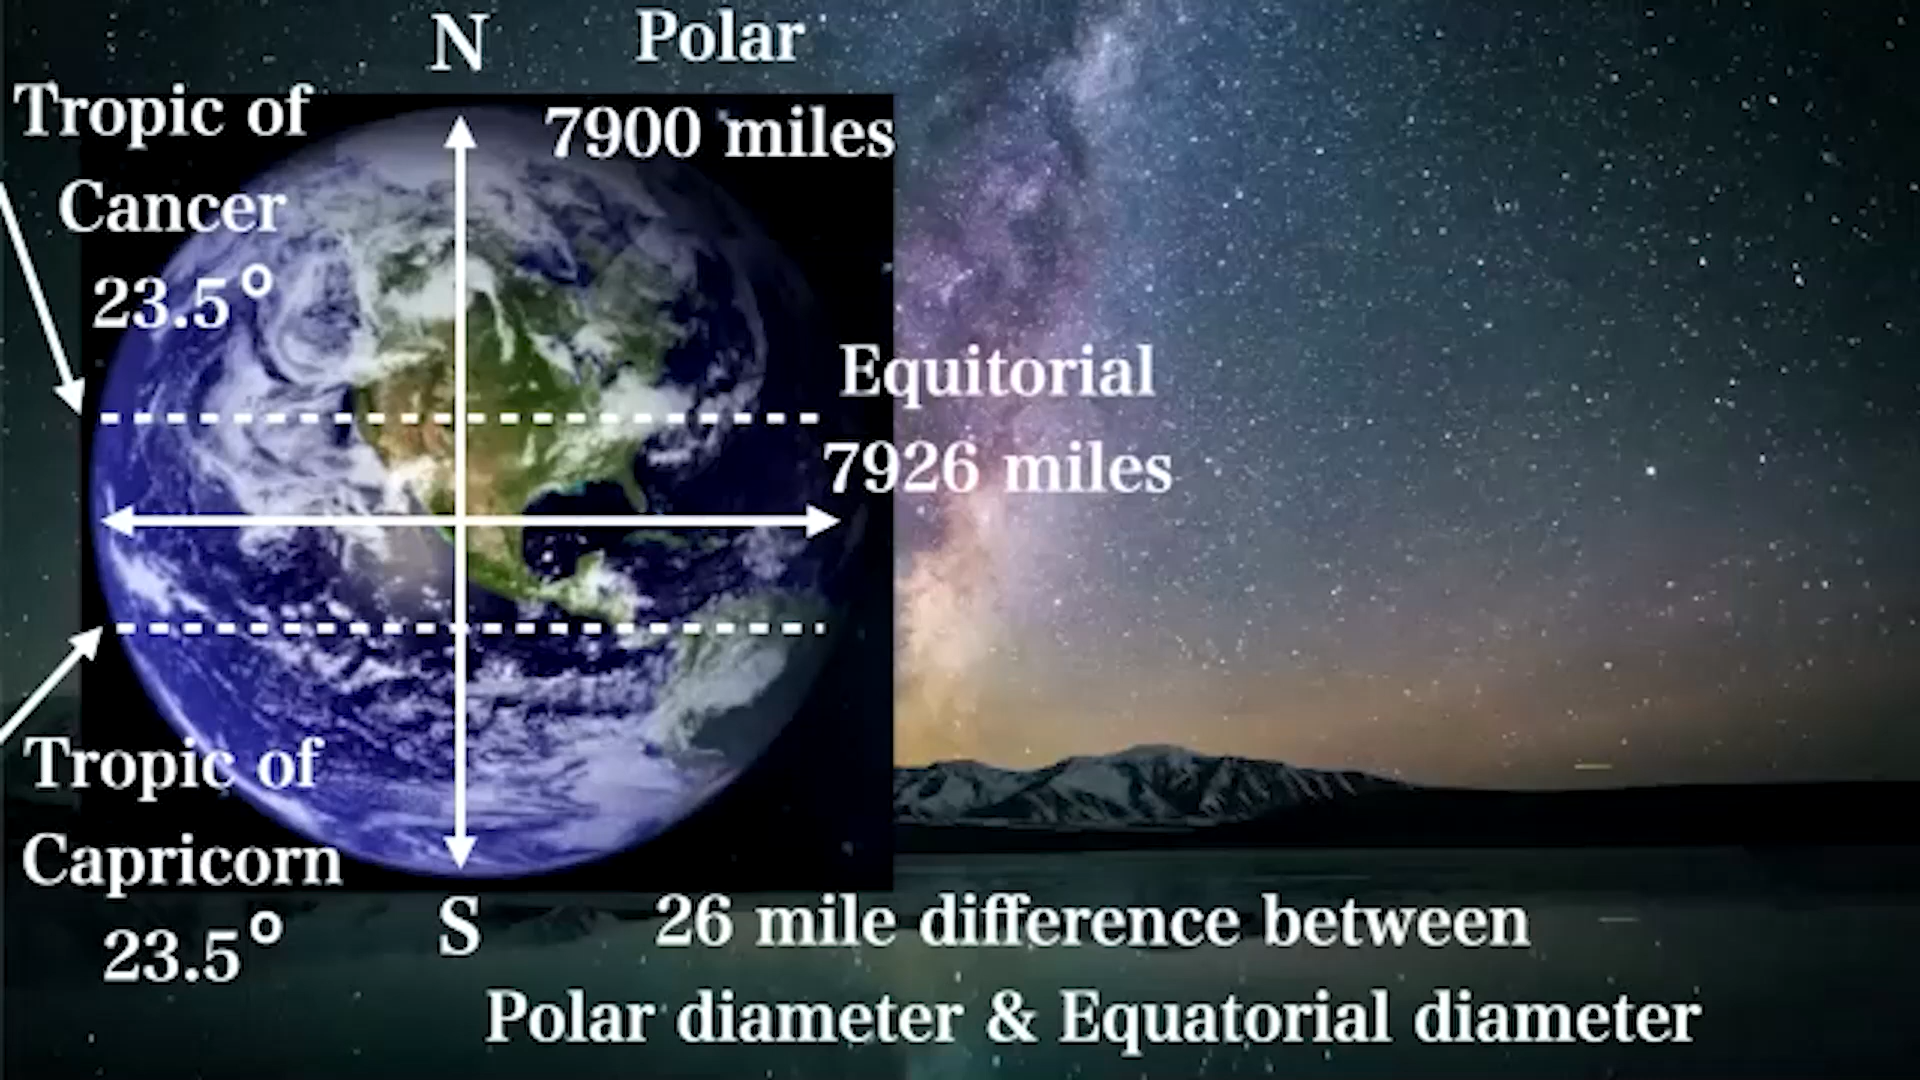 N
Polar
7900 miles
Tropic of
Cancer
23.5°
Equitorial
7926 miles
Tropic of
Capricorn
23.5°
S
26 mile difference between
Polar diameter & Equatorial diameter